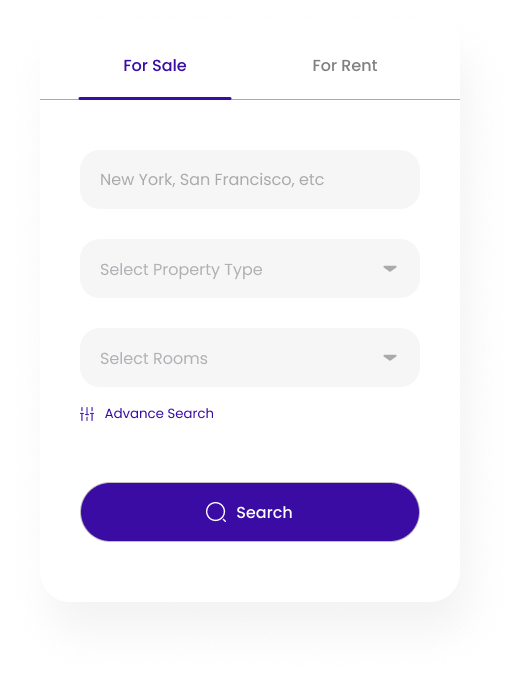 For Sale
For Rent
New York, San Francisco, etc
Select Property Type
Select Rooms
Advance Search
Search